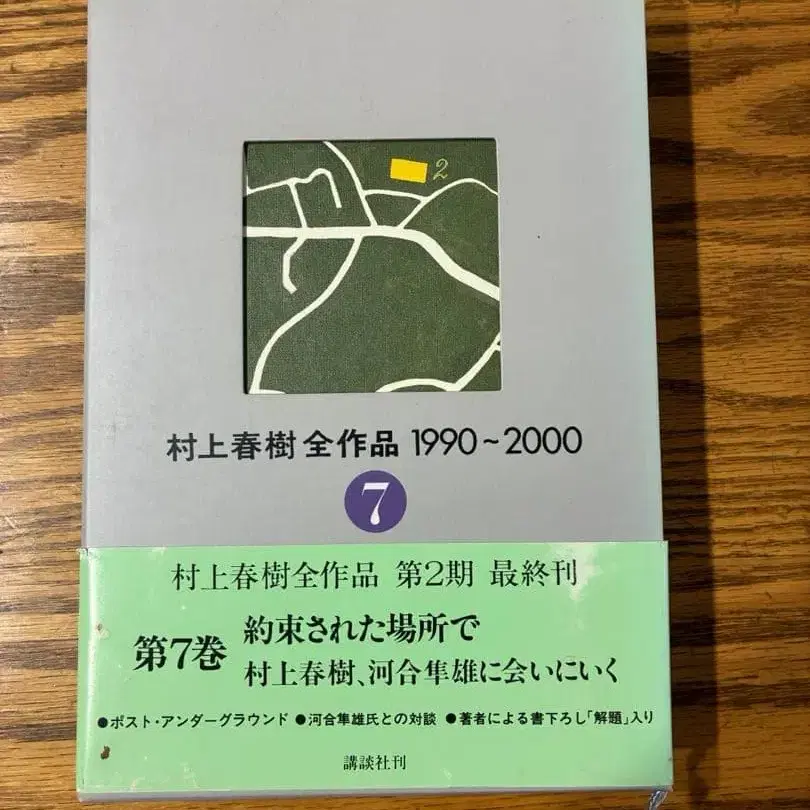 2
村上春樹 全作品 1990~2000
7
村上春樹全作品 第2期 最終刊
第7巻 約束された場所で
村上春樹、河合隼雄に会いにいく
●ポスト・アンダーグラウンド ●河合隼雄氏との対談 ●著者による書下ろし「解題」入り
講談社刊